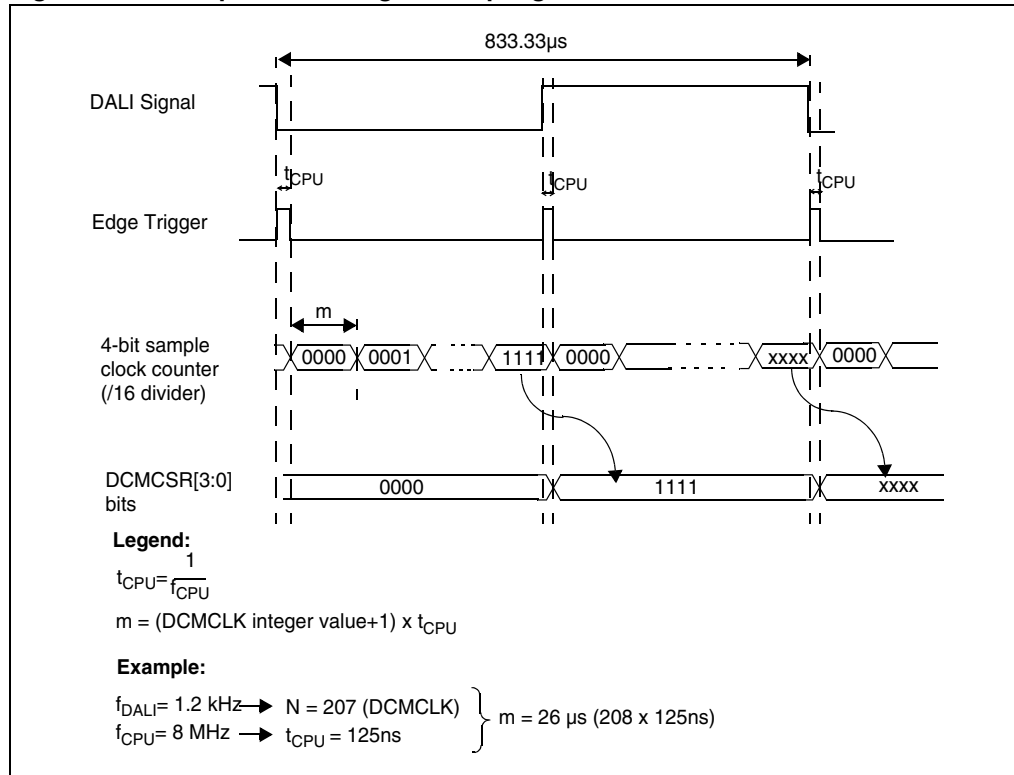 833.33µs
DALI Signal
tCPU
tCPU
tCPU
Edge Trigger
m
4-bit sample
clock counter
(/16 divider)
0000
0001
1111
0000
xxxx
0000
DCMCSR[3:0]
bits
0000
1111
xxxx
Legend:
tCPU= 1
fCPU
m = (DCMCLK integer value+1) x tCPU
Example:
fDALI= 1.2 kHz → N = 207 (DCMCLK)
fCPU= 8 MHz → tCPU = 125ns
m = 26 µs (208 x 125ns)